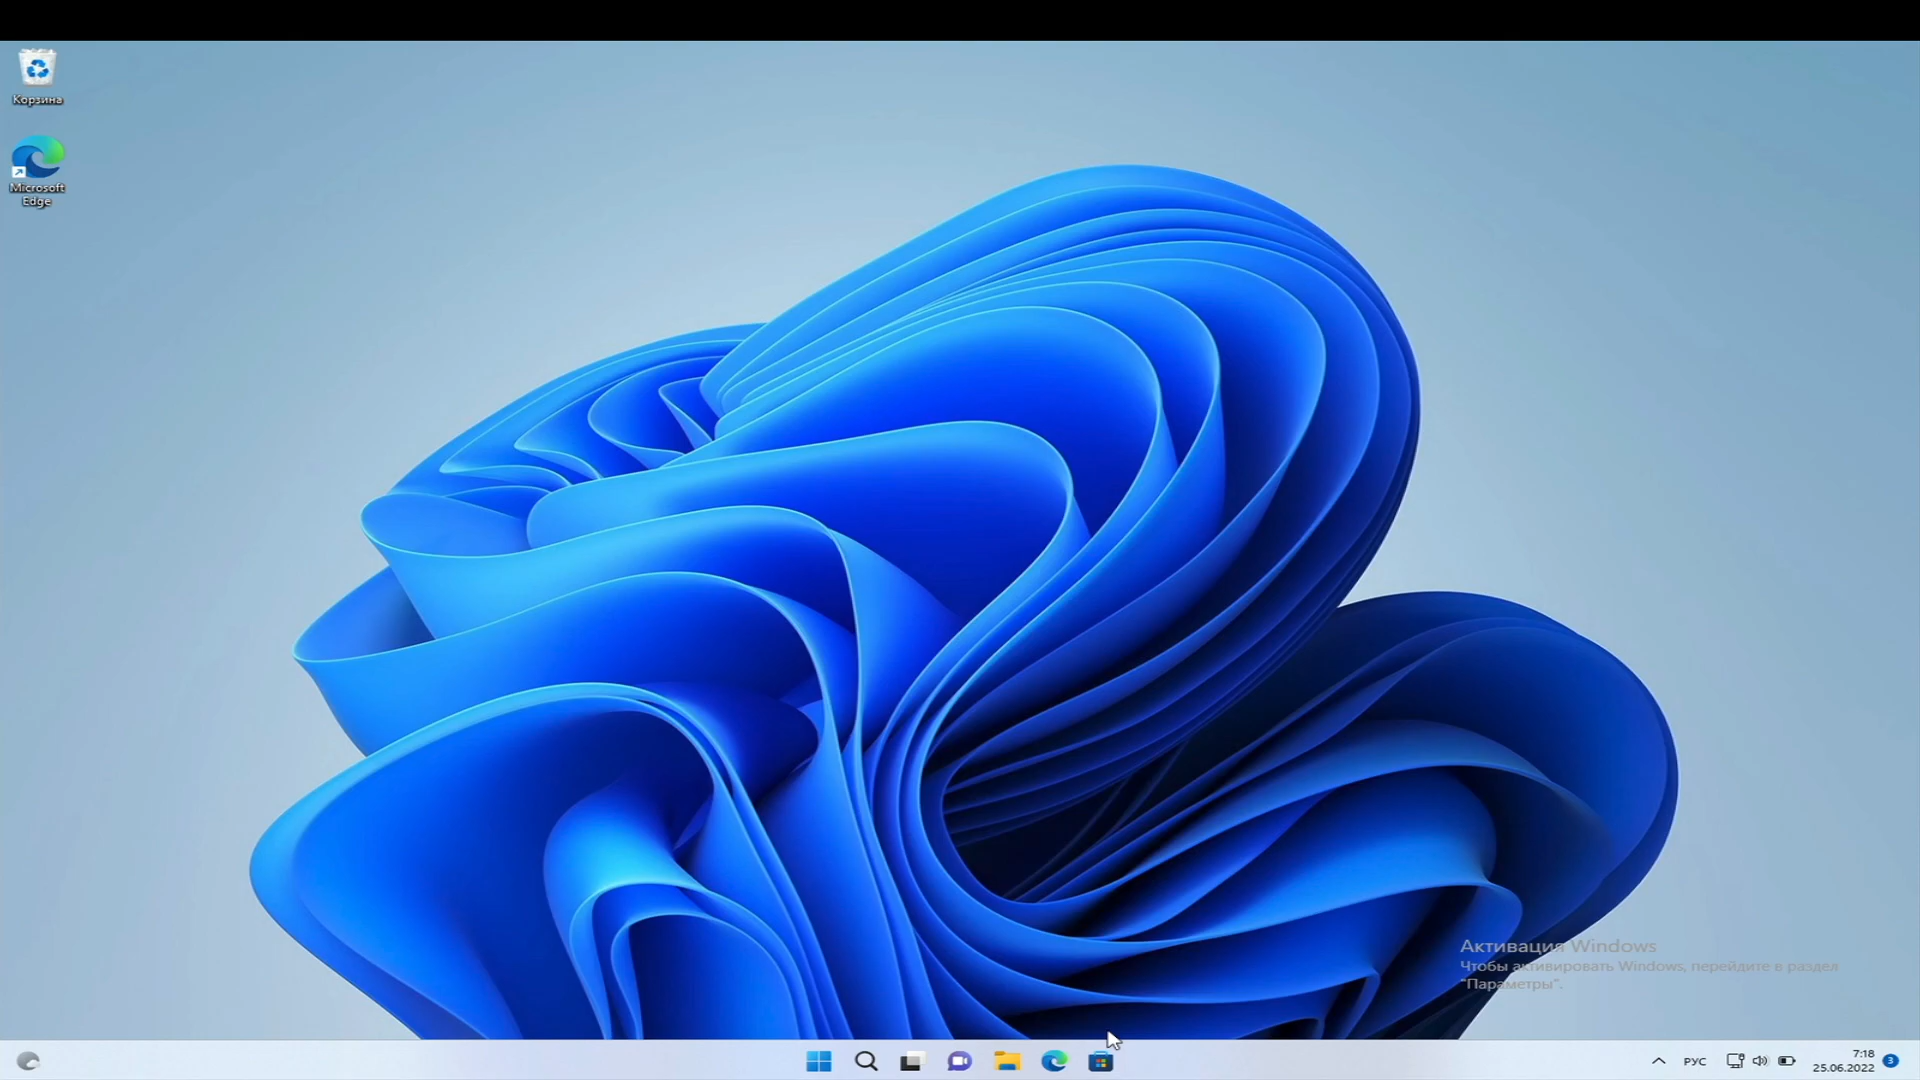 Корзина
Microsoft
Edge
Активация Windows
Чтобы активировать Windows, перейдите в раздел
"Параметры".
РУС
7:18
25.06.2022
3